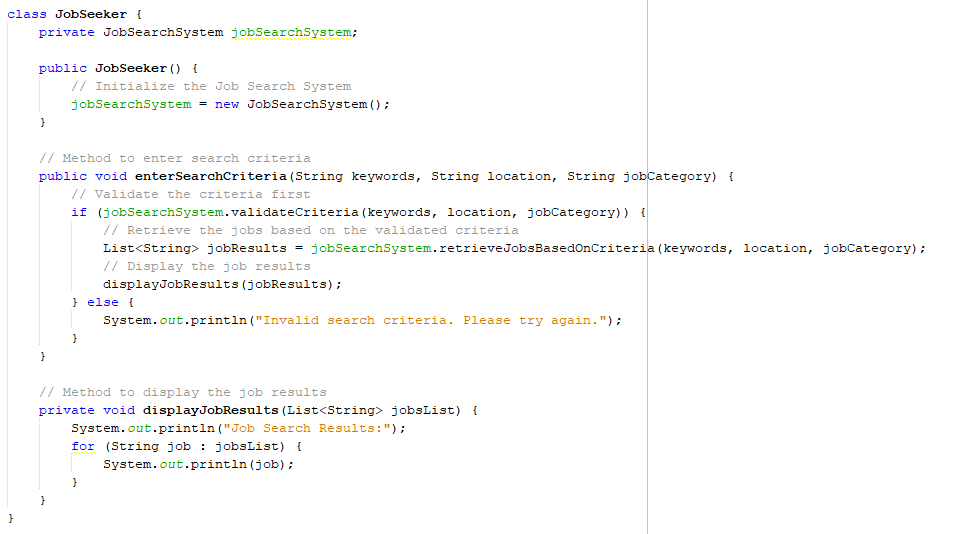 class JobSeeker {
    private JobSearchSystem jobSearchSystem;
    public JobSeeker() {
        // Initialize the Job Search System
        jobSearchSystem = new JobSearchSystem();
    }
    // Method to enter search criteria
    public void enterSearchCriteria(String keywords, String location, String jobCategory) {
        // Validate the criteria first
        if (jobSearchSystem.validateCriteria(keywords, location, jobCategory)) {
            // Retrieve the jobs based on the validated criteria
            List<String> jobResults = jobSearchSystem.retrieveJobsBasedOnCriteria(keywords, location, jobCategory);
            // Display the job results
            displayJobResults(jobResults);
        } else {
            System.out.println("Invalid search criteria. Please try again.");
        }
    }
    // Method to display the job results
    private void displayJobResults(List<String> jobsList) {
        System.out.println("Job Search Results:");
        for (String job : jobsList) {
            System.out.println(job);
        }
    }
}